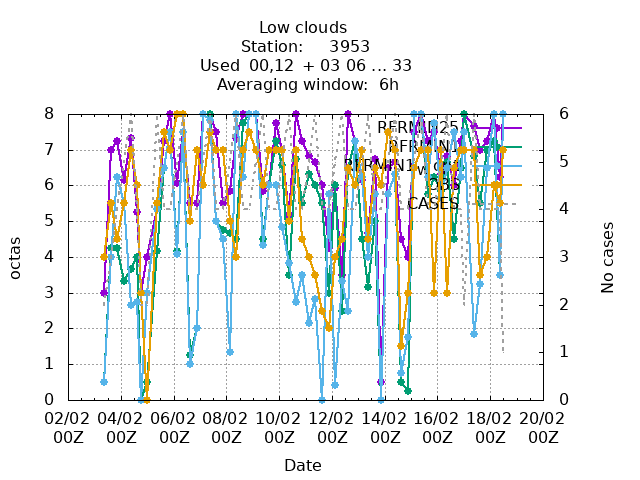 Low clouds
Station: 3953
Used 00,12 + 03 06 ... 33
Averaging window: 6h
8 7 6 5 4 3 2 1 0
octas
6 5 4 3 2 1 0
No cases
CASES
02/02 04/02 06/02 08/02 10/02 12/02 14/02 16/02 18/02 20/02
00Z 00Z 00Z 00Z 00Z 00Z 00Z 00Z 00Z 00Z
Date